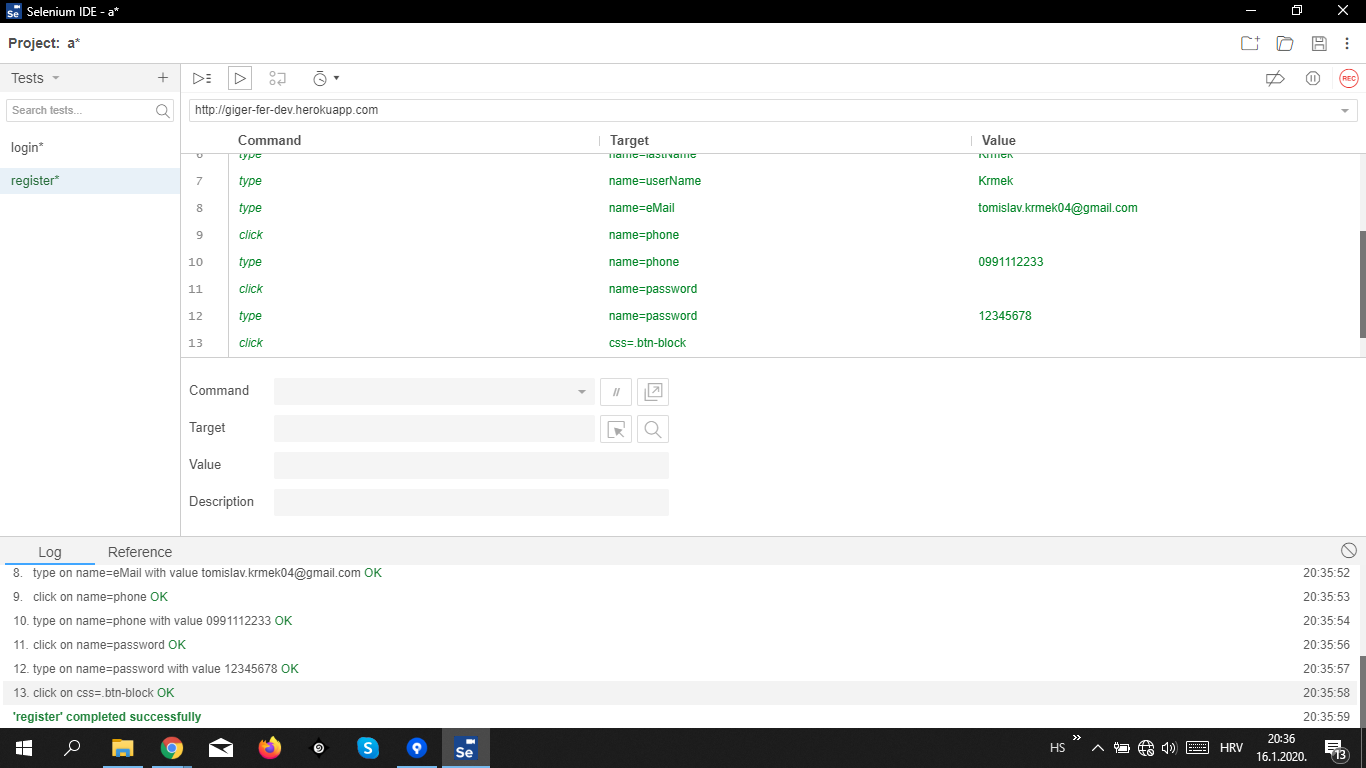 Selenium IDE - a*
Project: a*
Tests
Search tests...
login*
register*
http://giger-fer-dev.herokuapp.com
REC
Command Target Value
6 type name=lastName Krmek
7 type name=userName Krmek
8 type name=eMail tomislav.krmek04@gmail.com
9 click name=phone
10 type name=phone 0991112233
11 click name=password
12 type name=password 12345678
13 click css=.btn-block
Command //
Target
Value
Description
Log Reference
8. type on name=eMail with value tomislav.krmek04@gmail.com OK 20:35:52
9. click on name=phone OK 20:35:53
10. type on name=phone with value 0991112233 OK 20:35:54
11. click on name=password OK 20:35:56
12. type on name=password with value 12345678 OK 20:35:57
13. click on css=.btn-block OK 20:35:58
'register' completed successfully 20:35:59
Se
HS » HRV 20:36
16.1.2020.
13